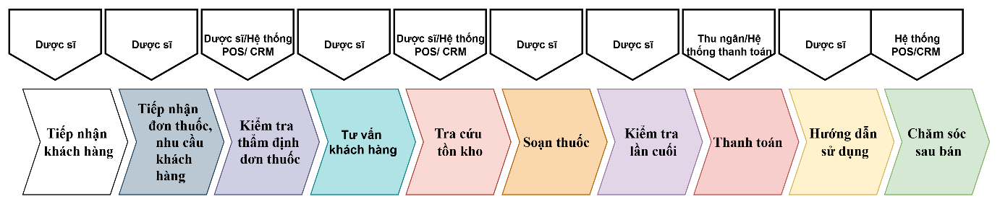 Dược sĩ
Dược sĩ
Dược sĩ/Hệ thống
POS/ CRM
Dược sĩ
Dược sĩ/Hệ thống
POS/ CRM
Dược sĩ
Dược sĩ
Thu ngân/Hệ
thống thanh toán
Dược sĩ
Hệ thống
POS/CRM
Tiếp nhận
khách hàng
Tiếp nhận
đơn thuốc,
nhu cầu
khách
hàng
Kiểm tra
thẩm định
đơn thuốc
Tư vấn
khách hàng
Tra cứu
tồn kho
Soạn thuốc
Kiểm tra
lần cuối
Thanh toán
Hướng dẫn
sử dụng
Chăm sóc
sau bán